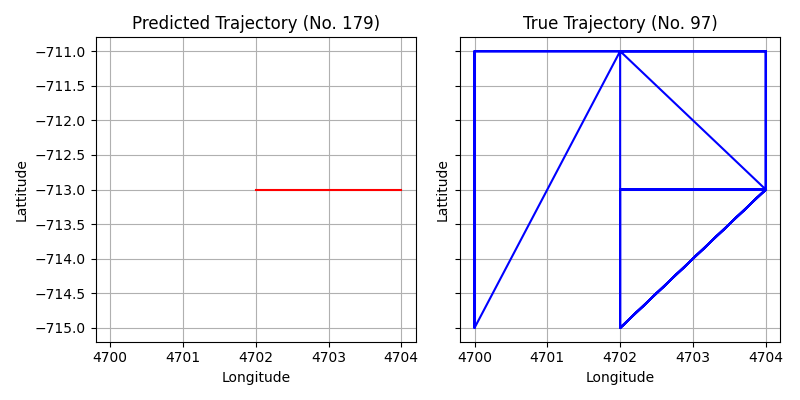 Predicted Trajectory (No. 179)
−711.0
−711.5
−712.0
−712.5
−713.0
−713.5
−714.0
−714.5
−715.0
Lattitude
4700 4701 4702 4703 4704
Longitude
True Trajectory (No. 97)
Lattitude
4700 4701 4702 4703 4704
Longitude